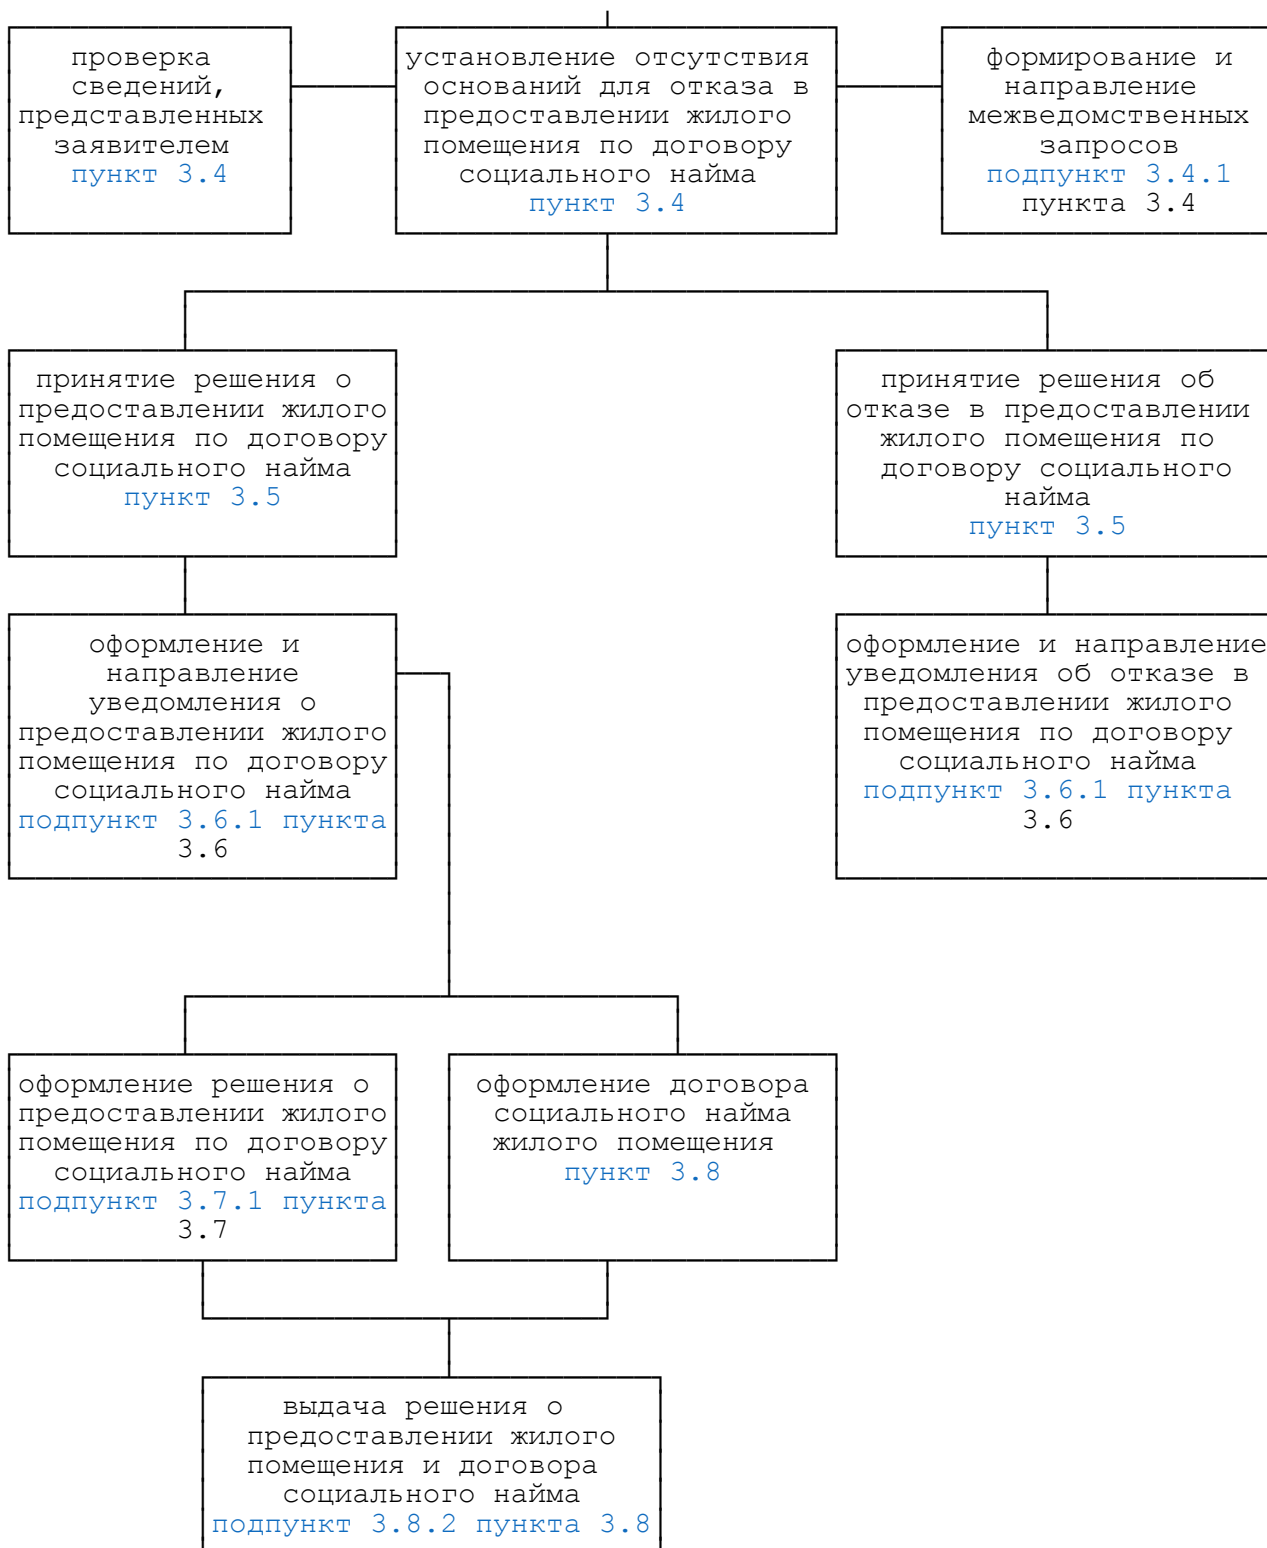 проверка
сведений,
представленных
заявителем
пункт 3.4
установление отсутствия
оснований для отказа в
предоставлении жилого
помещения по договору
социального найма
пункт 3.4
формирование и
направление
межведомственных
запросов
подпункт 3.4.1
пункта 3.4
принятие решения о
предоставлении жилого
помещения по договору
социального найма
пункт 3.5
принятие решения об
отказе в предоставлении
жилого помещения по
договору социального
найма
пункт 3.5
оформление и
направление
уведомления о
предоставлении жилого
помещения по договору
социального найма
подпункт 3.6.1 пункта
3.6
оформление и направление
уведомления об отказе в
предоставлении жилого
помещения по договору
социального найма
подпункт 3.6.1 пункта
3.6
оформление решения о
предоставлении жилого
помещения по договору
социального найма
подпункт 3.7.1 пункта
3.7
оформление договора
социального найма
жилого помещения
пункт 3.8
выдача решения о
предоставлении жилого
помещения и договора
социального найма
подпункт 3.8.2 пункта 3.8